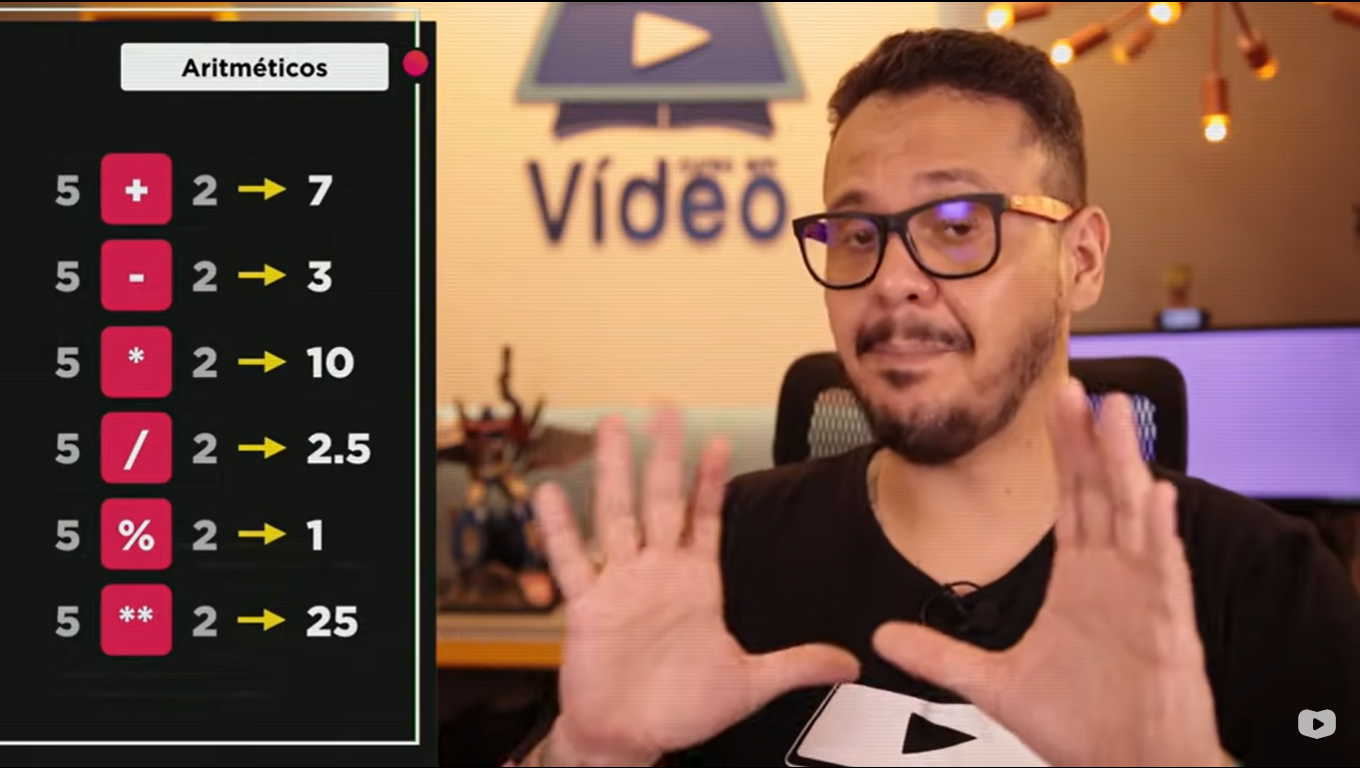 Aritméticos
5 + 2 → 7
5 - 2 → 3
5 * 2 → 10
5 / 2 → 2.5
5 % 2 → 1
5 ** 2 → 25
Vídeo